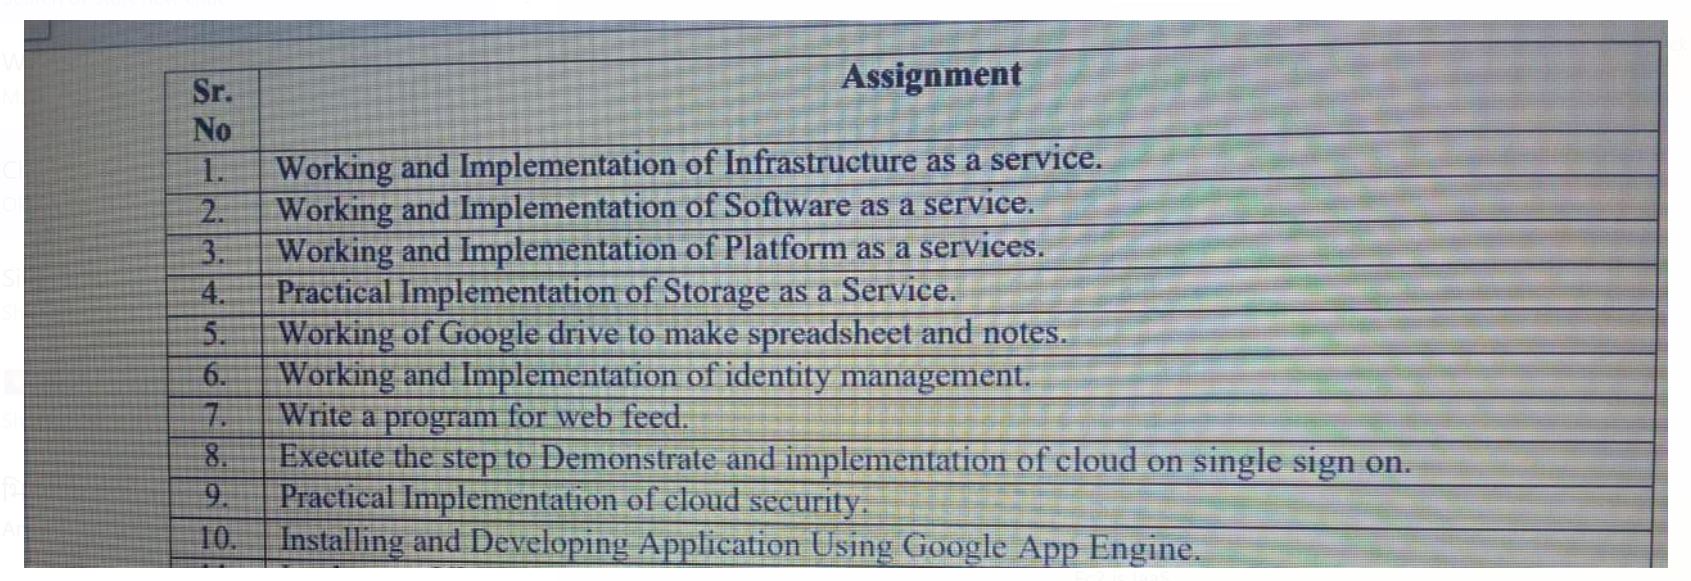 Sr. No
Assignment
1. Working and Implementation of Infrastructure as a service.
2. Working and Implementation of Software as a service.
3. Working and Implementation of Platform as a services.
4. Practical Implementation of Storage as a Service.
5. Working of Google drive to make spreadsheet and notes.
6. Working and Implementation of identity management.
7. Write a program for web feed.
8. Execute the step to Demonstrate and implementation of cloud on single sign on.
9. Practical Implementation of cloud security.
10. Installing and Developing Application Using Google App Engine.